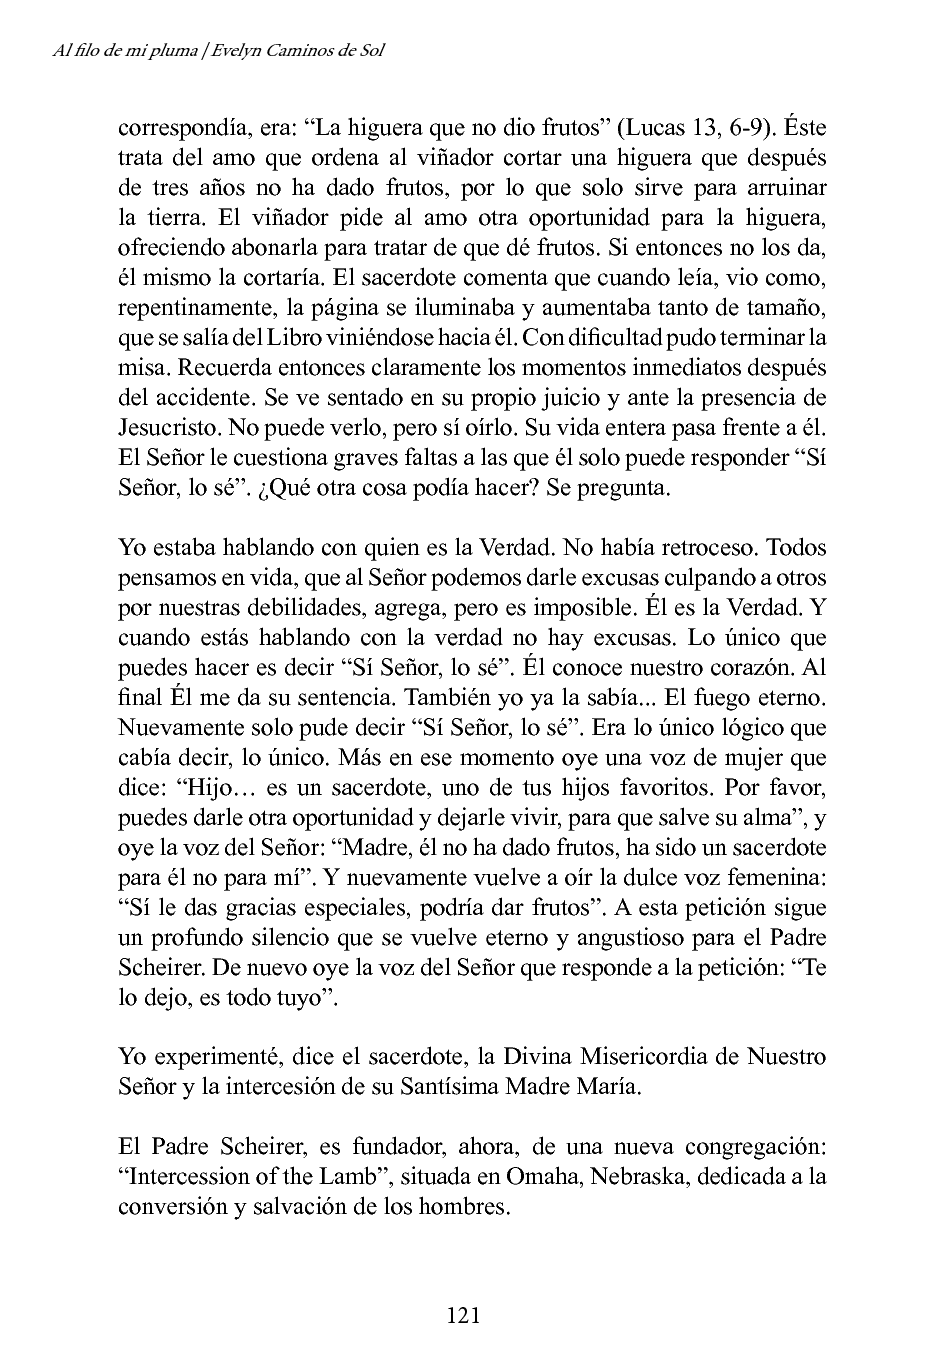 Al filo de mi pluma | Evelyn Caminos de Sol
correspondía, era: “La higuera que no dio frutos” (Lucas 13, 6-9). Éste
trata del amo que ordena al viñador cortar una higuera que después
de tres años no ha dado frutos, por lo que solo sirve para arruinar
la tierra. El viñador pide al amo otra oportunidad para la higuera,
ofreciendo abonarla para tratar de que dé frutos. Si entonces no los da,
él mismo la cortaría. El sacerdote comenta que cuando leía, vio como,
repentinamente, la página se iluminaba y aumentaba tanto de tamaño,
que se salía del Libro viniéndose hacia él. Con dificultad pudo terminar la
misa. Recuerda entonces claramente los momentos inmediatos después
del accidente. Se ve sentado en su propio juicio y ante la presencia de
Jesucristo. No puede verlo, pero sí oírlo. Su vida entera pasa frente a él.
El Señor le cuestiona graves faltas a las que él solo puede responder “Sí
Señor, lo sé”. ¿Qué otra cosa podía hacer? Se pregunta.
Yo estaba hablando con quien es la Verdad. No había retroceso. Todos
pensamos en vida, que al Señor podemos darle excusas culpando a otros
por nuestras debilidades, agrega, pero es imposible. Él es la Verdad. Y
cuando estás hablando con la verdad no hay excusas. Lo único que
puedes hacer es decir “Sí Señor, lo sé”. Él conoce nuestro corazón. Al
final Él me da su sentencia. También yo ya la sabía... El fuego eterno.
Nuevamente solo pude decir “Sí Señor, lo sé”. Era lo único lógico que
cabía decir, lo único. Más en ese momento oye una voz de mujer que
dice: “Hijo… es un sacerdote, uno de tus hijos favoritos. Por favor,
puedes darle otra oportunidad y dejarle vivir, para que salve su alma”, y
oye la voz del Señor: “Madre, él no ha dado frutos, ha sido un sacerdote
para él no para mí”. Y nuevamente vuelve a oír la dulce voz femenina:
“Sí le das gracias especiales, podría dar frutos”. A esta petición sigue
un profundo silencio que se vuelve eterno y angustioso para el Padre
Scheirer. De nuevo oye la voz del Señor que responde a la petición: “Te
lo dejo, es todo tuyo”.
Yo experimenté, dice el sacerdote, la Divina Misericordia de Nuestro
Señor y la intercesión de su Santísima Madre María.
El Padre Scheirer, es fundador, ahora, de una nueva congregación:
“Intercession of the Lamb”, situada en Omaha, Nebraska, dedicada a la
conversión y salvación de los hombres.
121